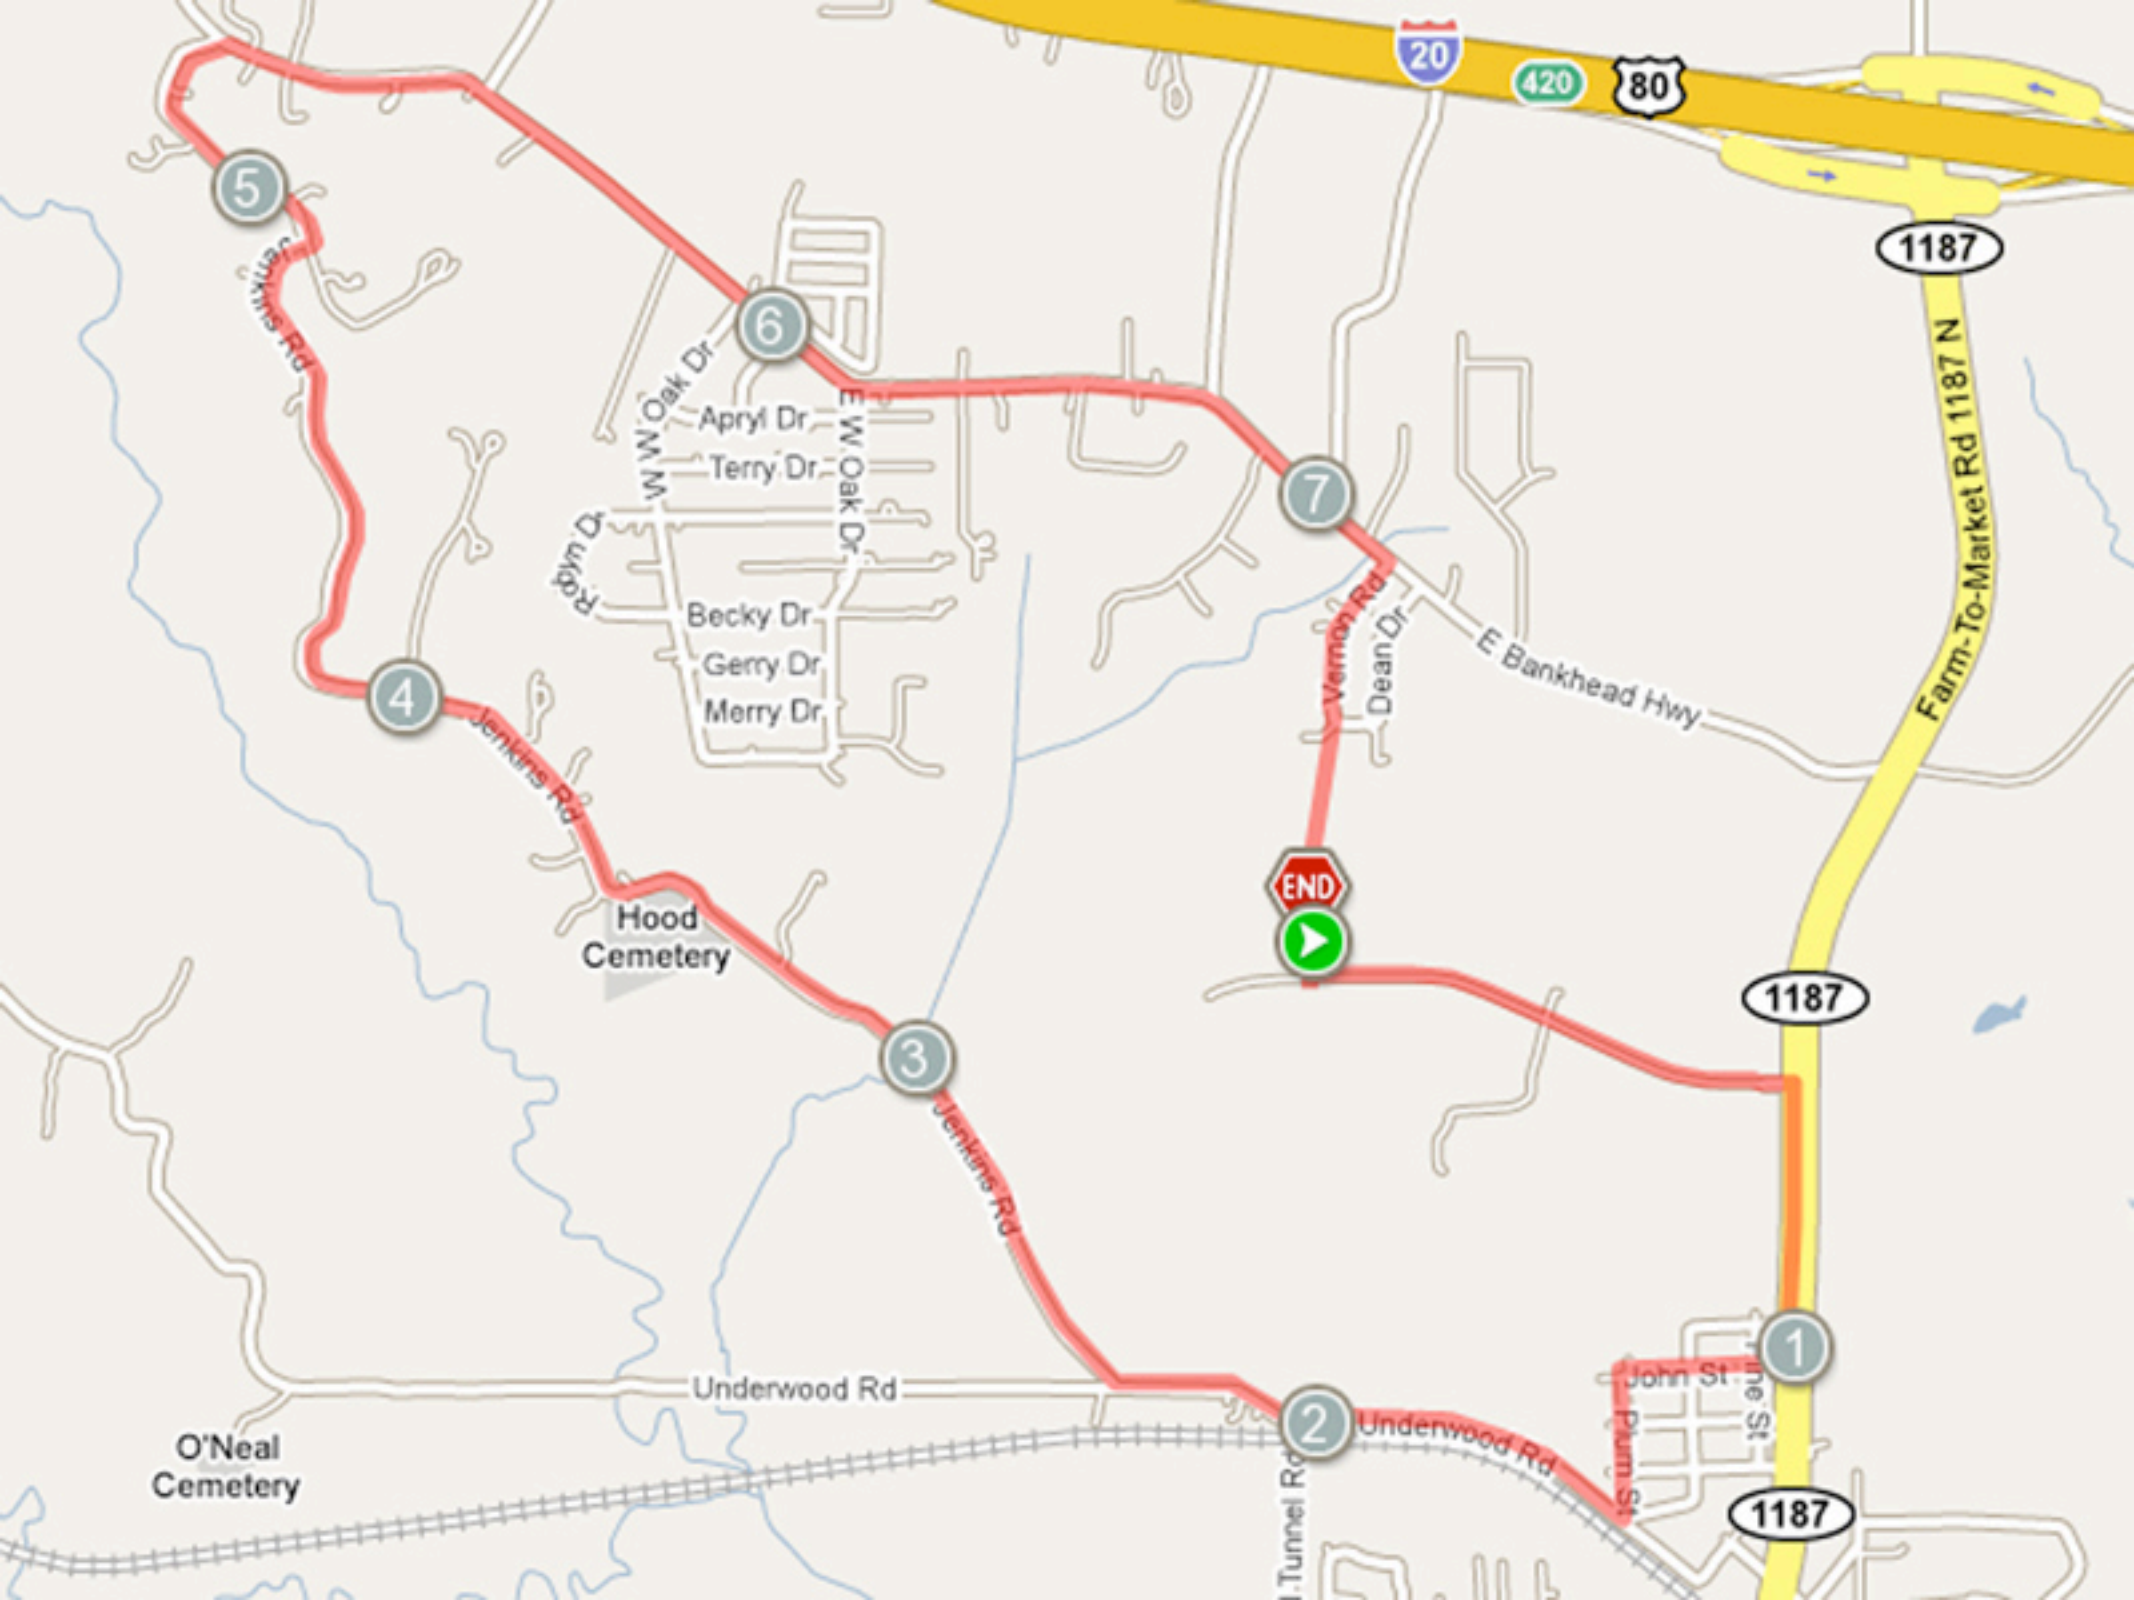 20
420
80
1187
5
Jenkins Rd
6
W Oak Dr
E W Oak Dr
Farm-To-Market Rd 1187 N
Apryl Dr
Terry Dr
7
Robyn D
Becky Dr
Vernon Rd
Dean Dr
E Bankhead Hwy
Gerry Dr
4
Merry Dr
Jenkins Rd
END
Hood
Cemetery
1187
3
Jenkins Rd
1
John St
Plum St
Underwood Rd
2
Underwood Rd
O'Neal
Cemetery
Tunnel Rd
1187